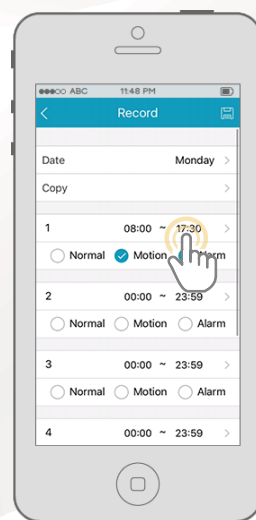 ABC 11:48 PM
Record
Date Monday >
Copy >
1 08:00 ~ 17:30 >
Normal Motion
2 00:00 ~ 23:59 >
Normal Motion Alarm
3 00:00 ~ 23:59 >
Normal Motion Alarm
4 00:00 ~ 23:59 >